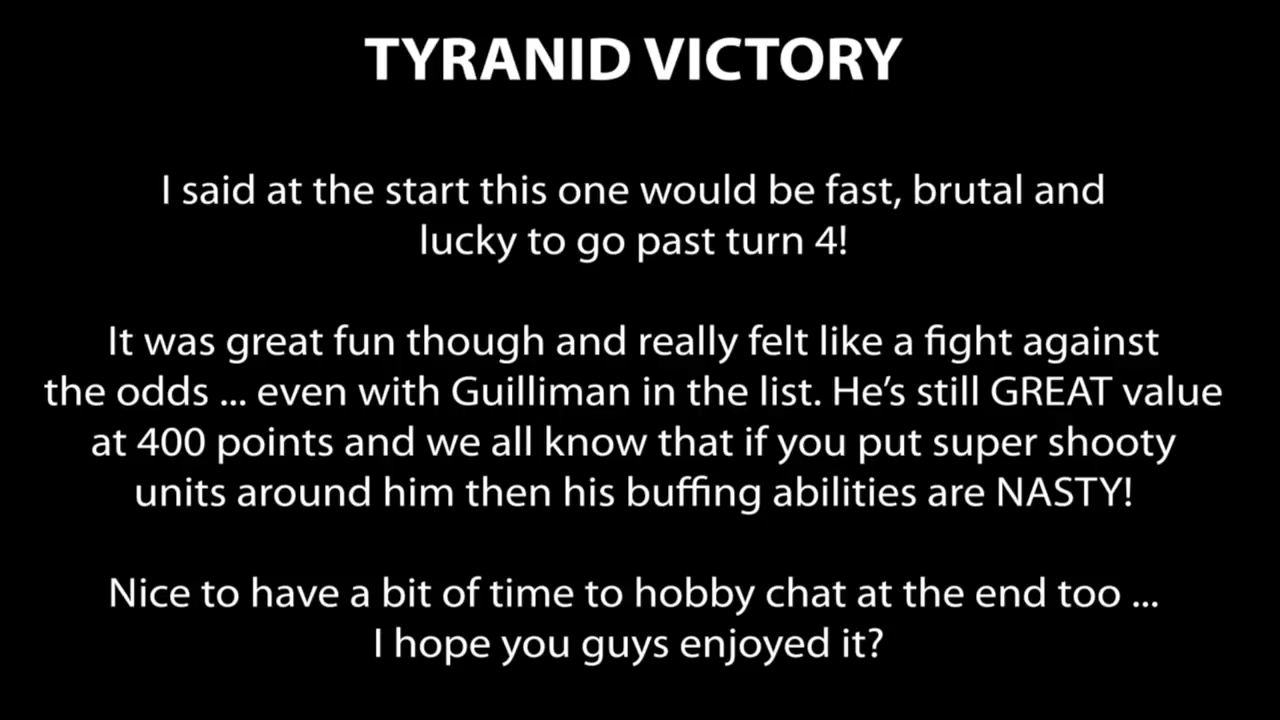 TYRANID VICTORY
I said at the start this one would be fast, brutal and
lucky to go past turn 4!
It was great fun though and really felt like a fight against
the odds ... even with Guilliman in the list. He’s still GREAT value
at 400 points and we all know that if you put super shooty
units around him then his buffing abilities are NASTY!
Nice to have a bit of time to hobby chat at the end too ...
I hope you guys enjoyed it?